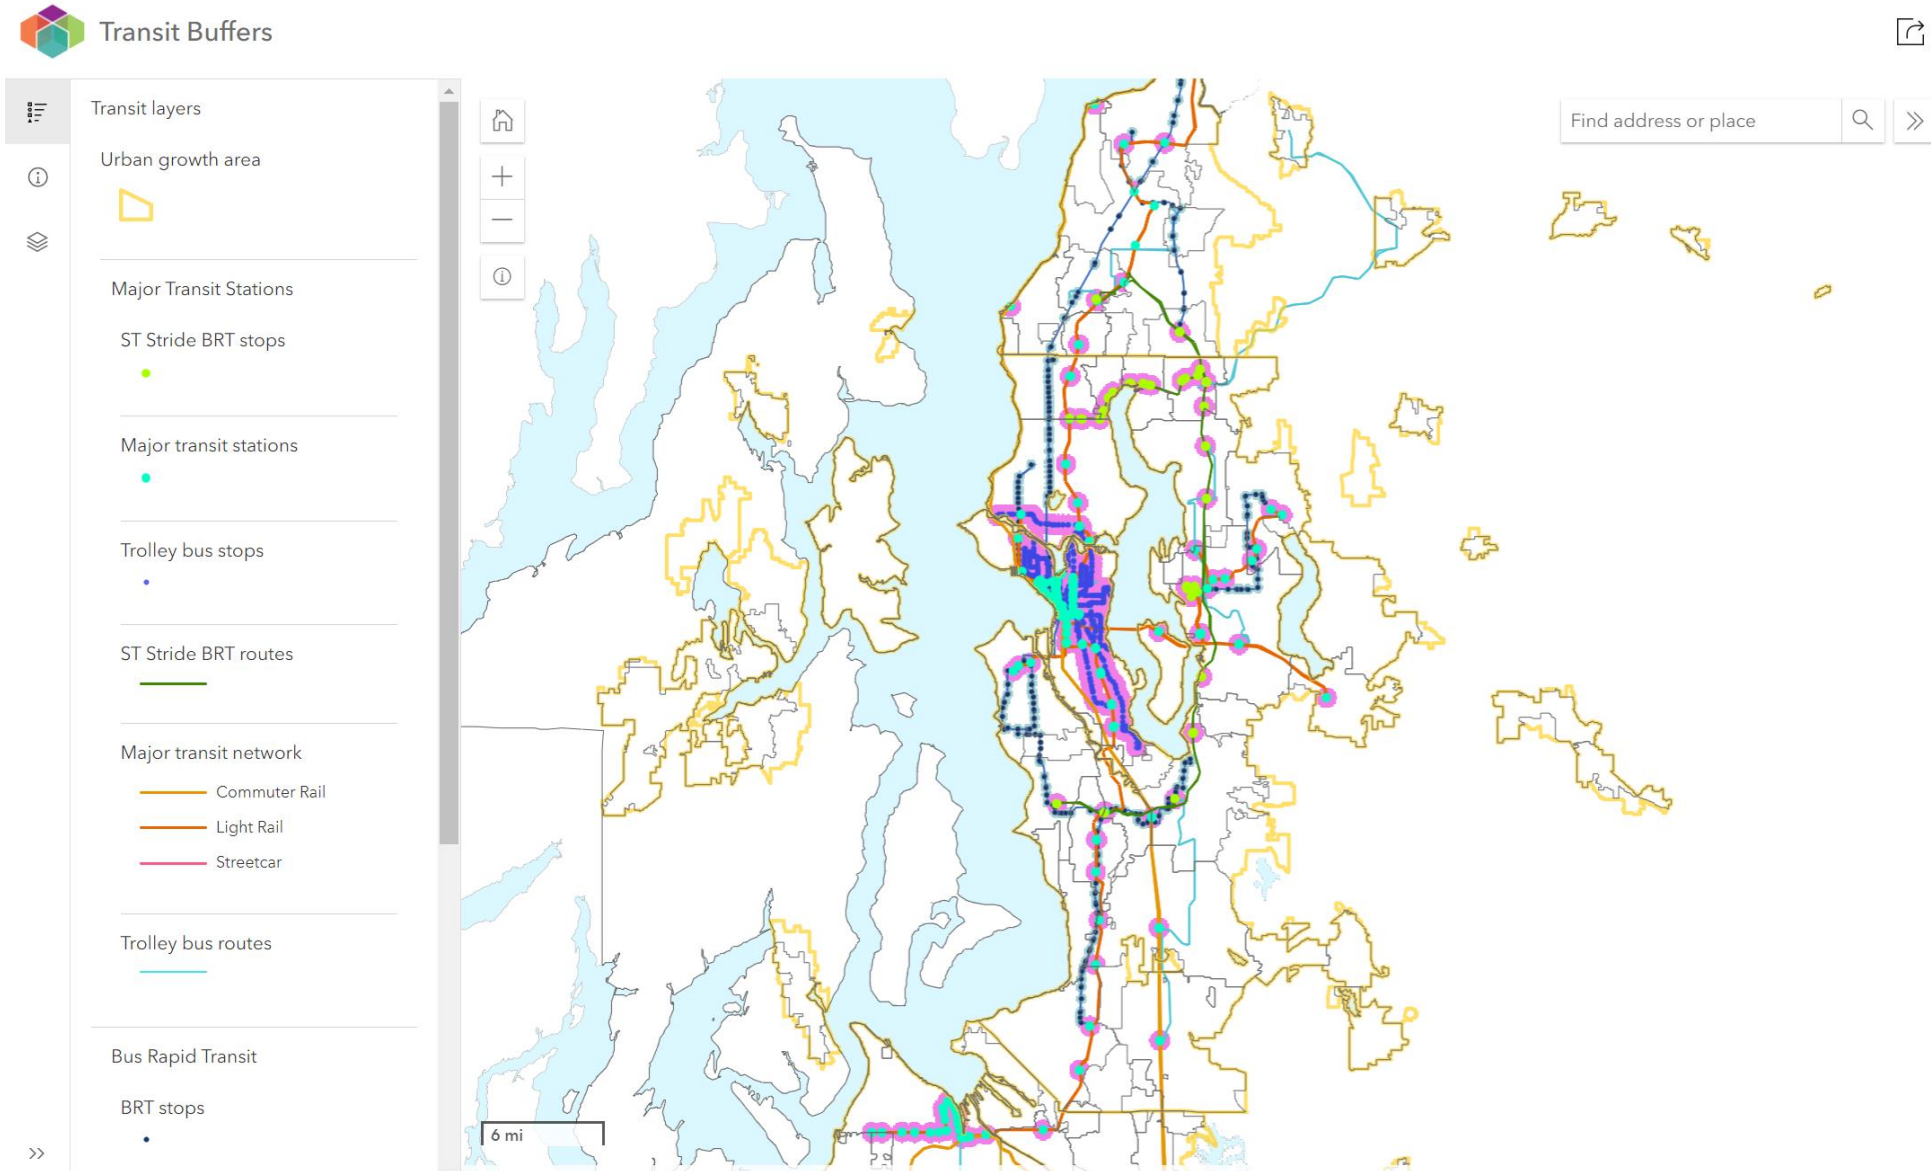 Transit Buffers
Transit layers
Urban growth area
Major Transit Stations
ST Stride BRT stops
Major transit stations
Trolley bus stops
ST Stride BRT routes
Major transit network
Commuter Rail
Light Rail
Streetcar
Trolley bus routes
Bus Rapid Transit
BRT stops
Find address or place
6 mi